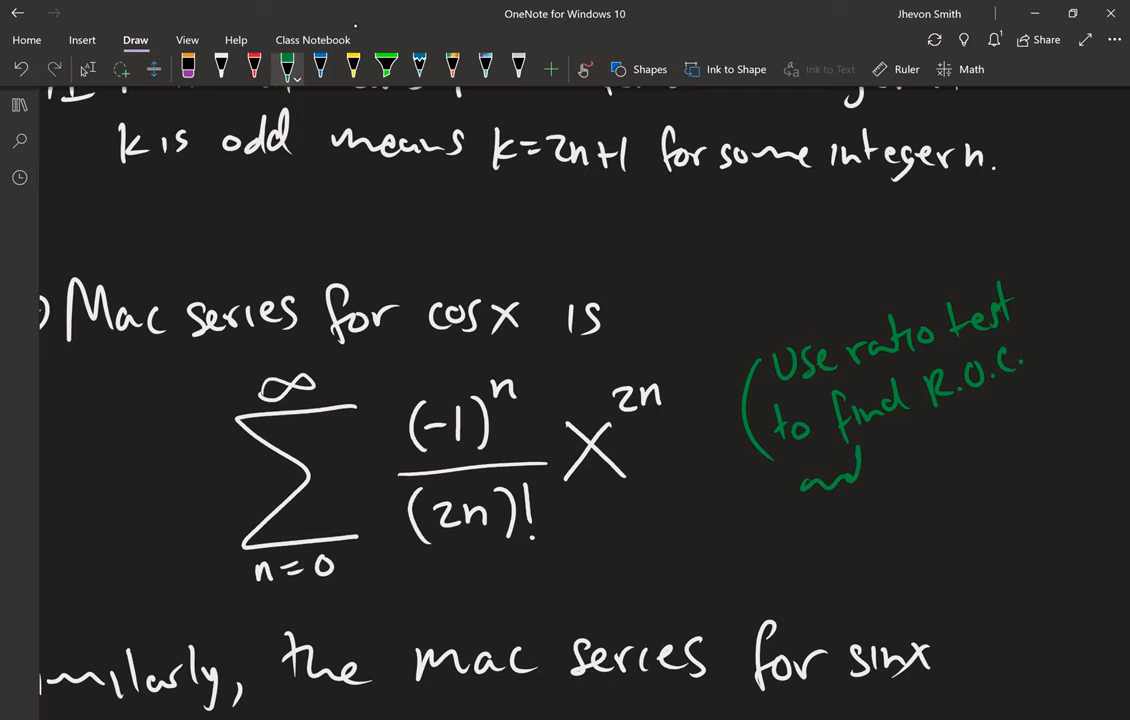 OneNote for Windows 10
Jhevon Smith
Home Insert Draw View Help Class Notebook
Share
Shapes Ink to Shape Ink to Text Ruler Math
k is odd means k=2n+1 for some integer n.
) Mac series for cos x is
∞
∑ (-1)^n / (2n)! x^2n
n=0
(Use ratio test
to find R.O.C.
and
milarly, the mac series for sinx